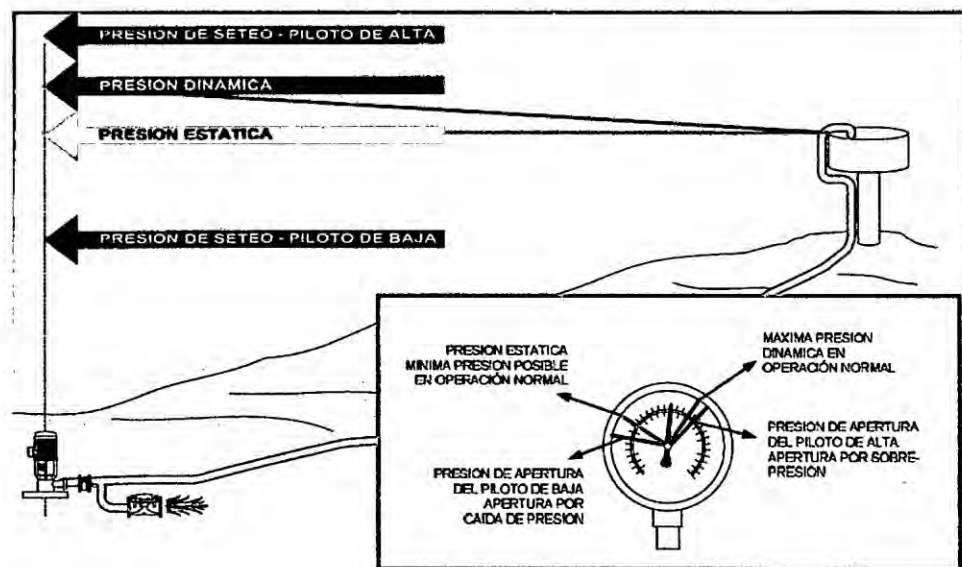 PRESION DE SETEO - PILOTO DE ALTA
PRESION DINAMICA
PRESION ESTATICA
PRESION DE SETEO - PILOTO DE BAJA
PRESION ESTATICA
MINIMA PRESION POSIBLE
EN OPERACIÓN NORMAL
MAXIMA PRESION
DINAMICA EN
OPERACIÓN NORMAL
PRESION DE APERTURA
DEL PILOTO DE ALTA
APERTURA POR SOBRE-
PRESIÓN
PRESION DE APERTURA
DEL PILOTO DE BAJA
APERTURA POR
CAIDA DE PRESION